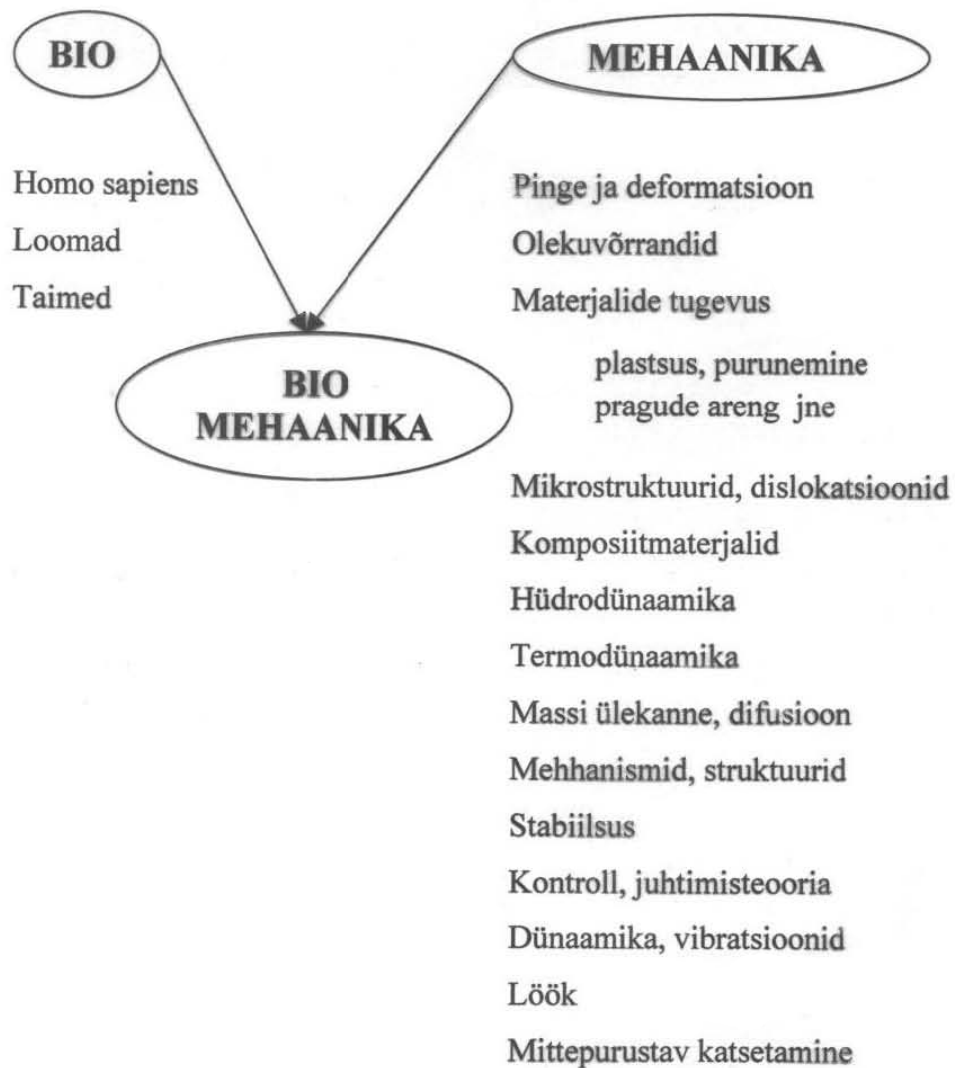 BIO
MEHAANIKA
Homo sapiens
Loomad
Taimed
BIO
MEHAANIKA
Pinge ja deformatsioon
Olekuvõrrandid
Materjalide tugevus
plastsus, purunemine
pragude areng jne
Mikrostruktuurid, dislokatsioonid
Komposiitmaterjalid
Hüdrodünaamika
Termodünaamika
Massi ülekanne, difusioon
Mehhanismid, struktuurid
Stabiilsus
Kontroll, juhtimisteooria
Dünaamika, vibratsioonid
Löök
Mittepurustav katsetamine